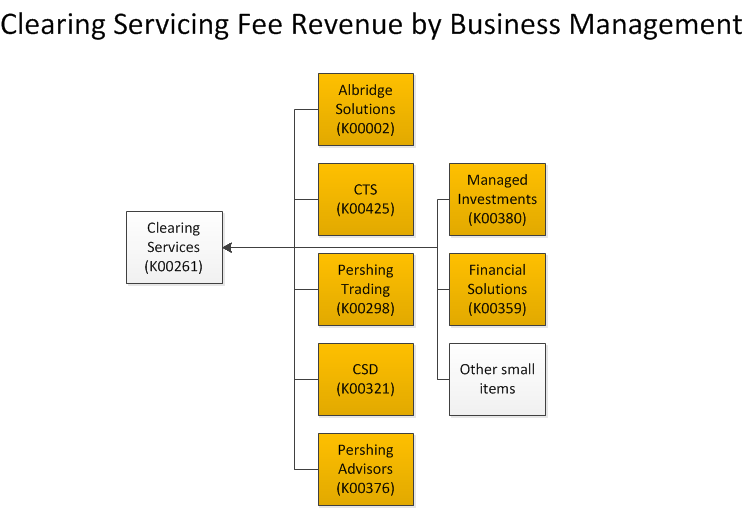 Clearing Servicing Fee Revenue by Business Management
Albridge
Solutions
(K00002)
CTS
(K00425)
Managed
Investments
(K00380)
Clearing
Services
(K00261)
Pershing
Trading
(K00298)
Financial
Solutions
(K00359)
CSD
(K00321)
Other small
items
Pershing
Advisors
(K00376)